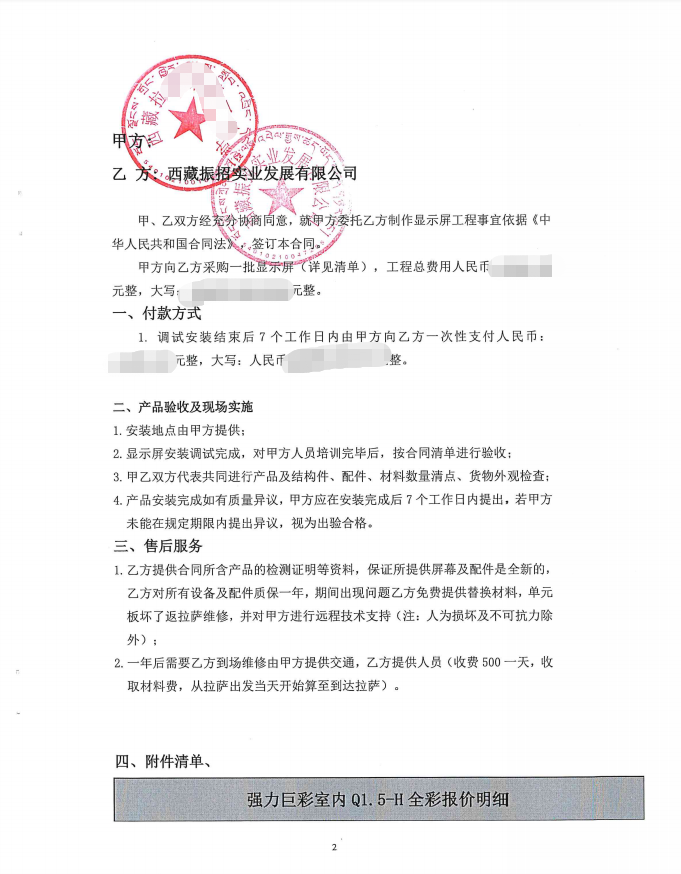 甲方:
乙 方: 西藏振招实业发展有限公司
甲、乙双方经充分协商同意,就甲方委托乙方制作显示屏工程事宜依据《中
华人民共和国合同法》,签订本合同。
甲方向乙方采购一批显示屏(详见清单),工程总费用人民币
元整,大写: 元整。
一、付款方式
1. 调试安装结束后7个工作日内由甲方向乙方一次性支付人民币:
元整,大写:人民币 整。
二、产品验收及现场实施
1.安装地点由甲方提供;
2.显示屏安装调试完成,对甲方人员培训完毕后,按合同清单进行验收;
3.甲乙双方代表共同进行产品及结构件、配件、材料数量清点、货物外观检查;
4.产品安装完成如有质量异议,甲方应在安装完成后7个工作日内提出,若甲方
未能在规定期限内提出异议,视为出验合格。
三、售后服务
1.乙方提供合同所含产品的检测证明等资料,保证所提供屏幕及配件是全新的,
乙方对所有设备及配件质保一年,期间出现问题乙方免费提供替换材料,单元
板坏了返拉萨维修,并对甲方进行远程技术支持(注:人为损坏及不可抗力除
外);
2.一年后需要乙方到场维修由甲方提供交通,乙方提供人员(收费500一天,收
取材料费,从拉萨出发当天开始算至到达拉萨)。
四、附件清单、
强力巨彩室内 Q1.5-H 全彩报价明细
2